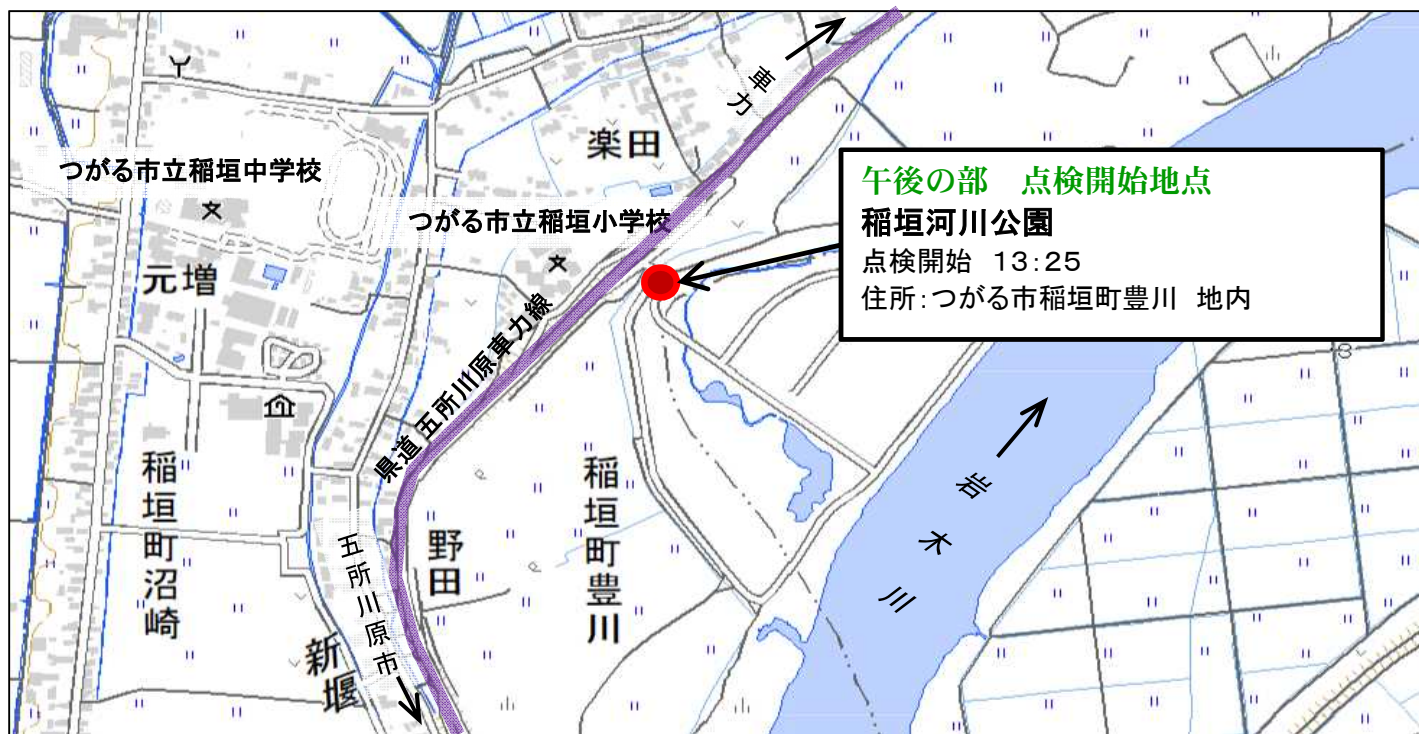 車力
楽田
つがる市立稲垣中学校
つがる市立稲垣小学校
午後の部　点検開始地点
稲垣河川公園
点検開始　13:25
住所:つがる市稲垣町豊川 地内
元増
県道 五所川原車力線
稲垣町沼崎
稲垣町豊川
野田
岩木川
五所川原市
新堰